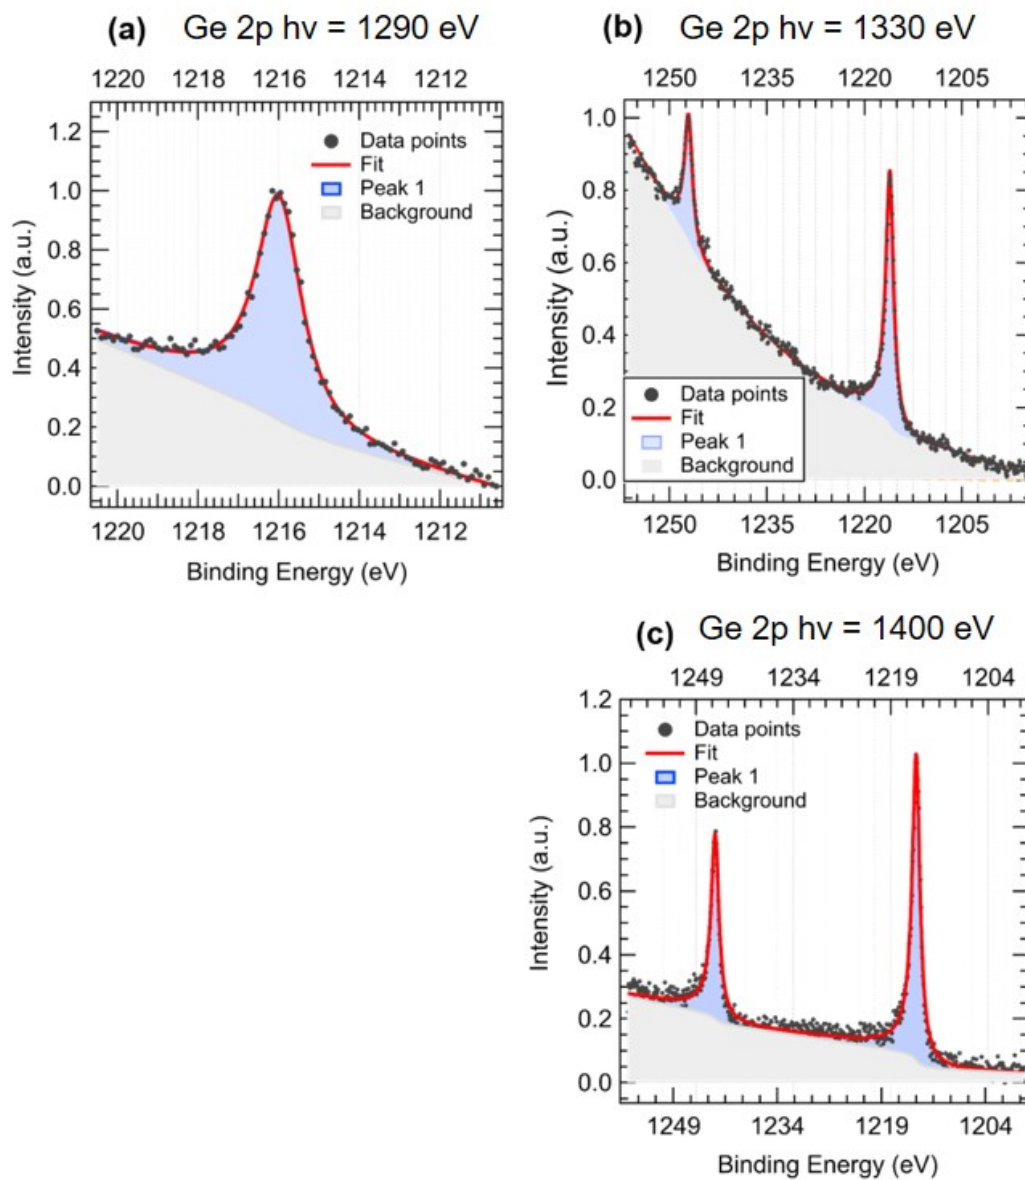 (a) Ge 2p hv = 1290 eV
1220 1218 1216 1214 1212
1.2
1.0
0.8
0.6
0.4
0.2
0.0
Intensity (a.u.)
Data points
Fit
Peak 1
Background
1220 1218 1216 1214 1212
Binding Energy (eV)
(b) Ge 2p hv = 1330 eV
1250 1235 1220 1205
1.0
0.8
0.6
0.4
0.2
0.0
Intensity (a.u.)
Data points
Fit
Peak 1
Background
1250 1235 1220 1205
Binding Energy (eV)
(c) Ge 2p hv = 1400 eV
1249 1234 1219 1204
1.2
1.0
0.8
0.6
0.4
0.2
0.0
Intensity (a.u.)
Data points
Fit
Peak 1
Background
1249 1234 1219 1204
Binding Energy (eV)